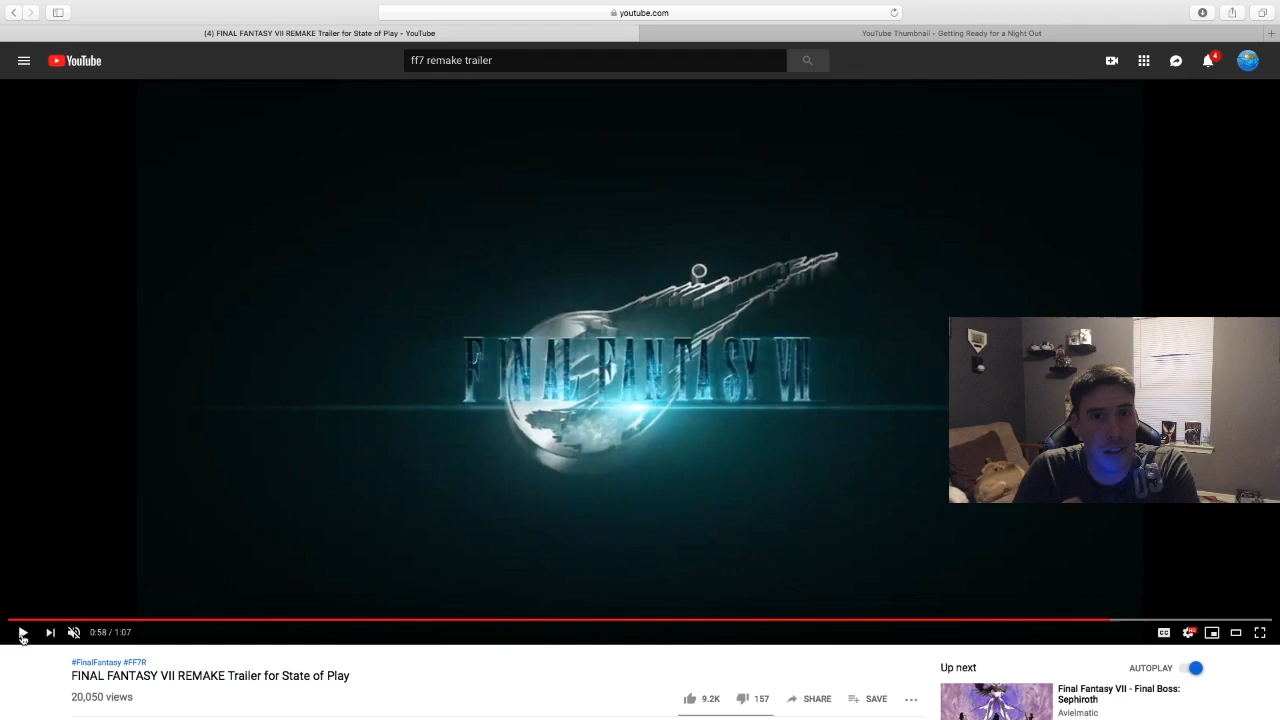 youtube.com
(4) FINAL FANTASY VII REMAKE Trailer for State of Play - YouTube
YouTube Thumbnail - Getting Ready for a Night Out
YouTube
ff7 remake trailer
4
FINAL FANTASY VII
0:58 / 1:07
CC
HD
#FinalFantasy #FF7R
FINAL FANTASY VII REMAKE Trailer for State of Play
20,050 views
9.2K
157
SHARE
SAVE
Up next
AUTOPLAY
Final Fantasy VII - Final Boss:
Sephiroth
Avielmatic